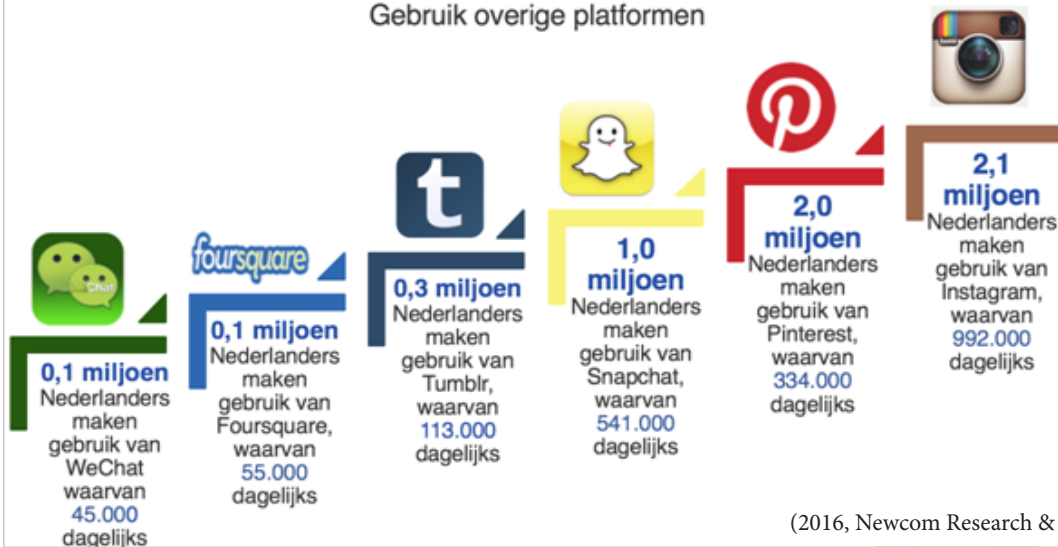 Gebruik overige platformen
WeChat
0,1 miljoen
Nederlanders
maken
gebruik van
WeChat
waarvan
45.000
dagelijks
foursquare
0,1 miljoen
Nederlanders
maken
gebruik van
Foursquare,
waarvan
55.000
dagelijks
t
0,3 miljoen
Nederlanders
maken
gebruik van
Tumblr,
waarvan
113.000
dagelijks
1,0
miljoen
Nederlanders
maken
gebruik van
Snapchat,
waarvan
541.000
dagelijks
2,0
miljoen
Nederlanders
maken
gebruik van
Pinterest,
waarvan
334.000
dagelijks
2,1
miljoen
Nederlanders
maken
gebruik van
Instagram,
waarvan
992.000
dagelijks
(2016, Newcom Research &